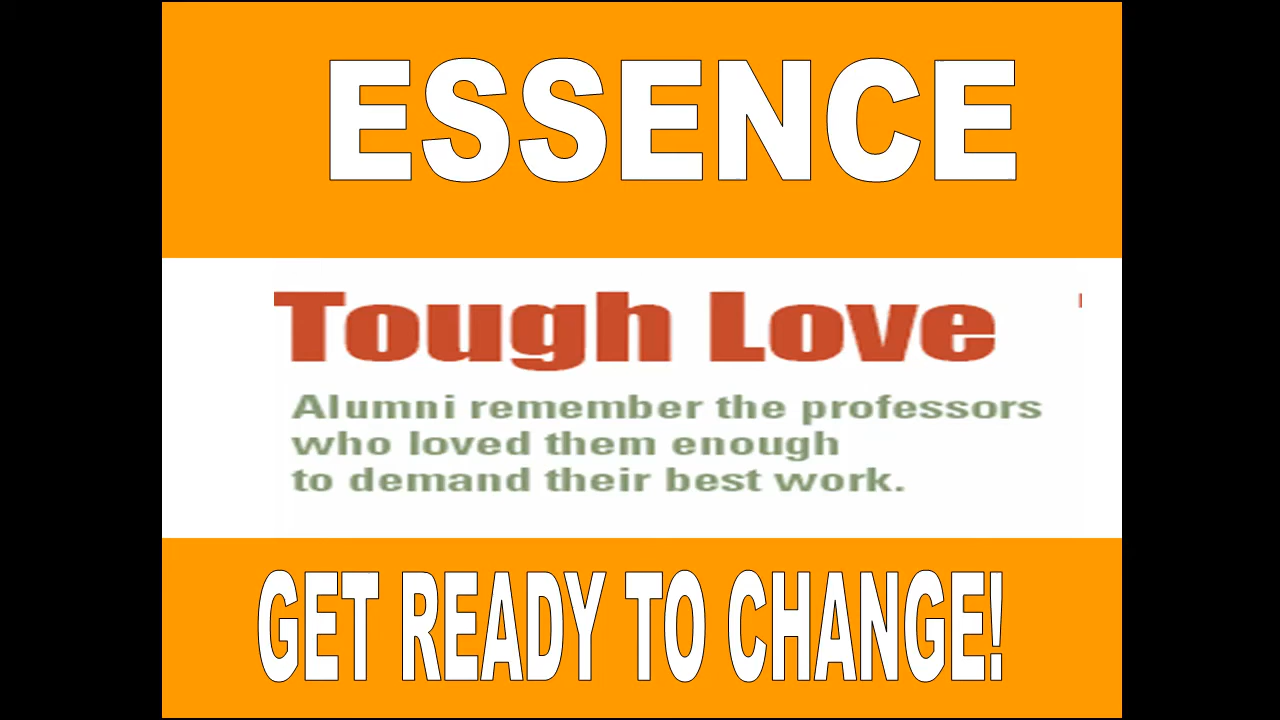 ESSENCE
Tough Love
Alumni remember the professors
who loved them enough
to demand their best work.
GET READY TO CHANGE!